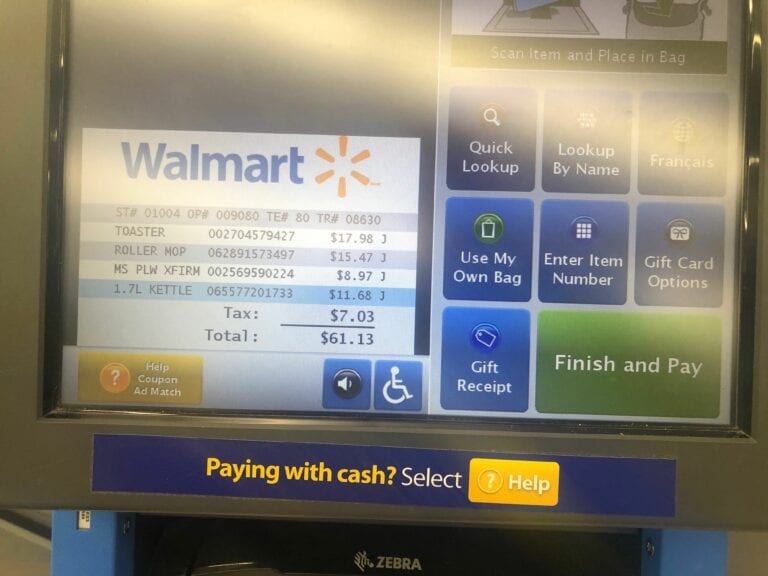 Scan Item and Place in Bag
Walmart
ST# 01004 OP# 009080 TE# 80 TR# 08630
TOASTER 002704579427 $17.98 J
ROLLER MOP 062891573497 $15.47 J
MS PLW XFIRM 002569590224 $8.97 J
1.7L KETTLE 065577201733 $11.68 J
Tax: $7.03
Total: $61.13
Help
Coupon
Ad Match
Quick
Lookup
Lookup
By Name
Français
Use My
Own Bag
Enter Item
Number
Gift Card
Options
Gift
Receipt
Finish and Pay
Paying with cash? Select ? Help
ZEBRA